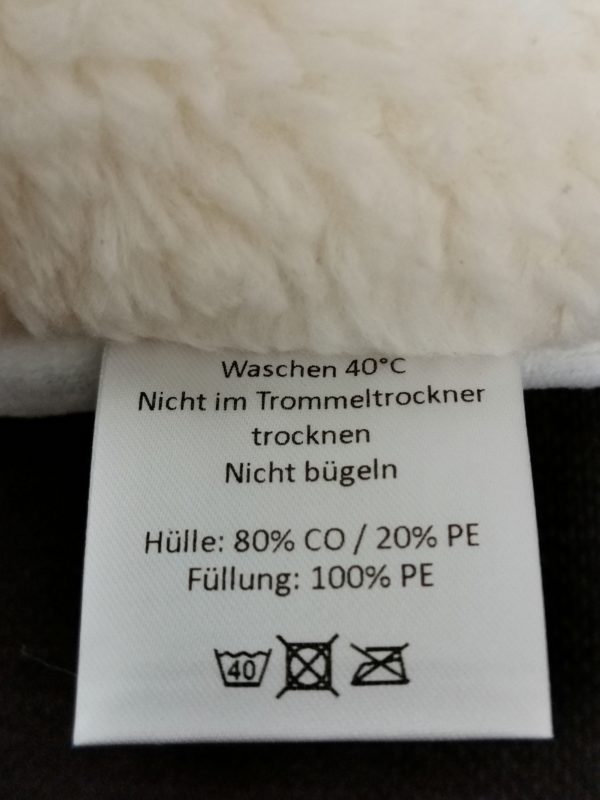 Waschen 40°C
Nicht im Trommeltrockner
trocknen
Nicht bügeln
Hülle: 80% CO / 20% PE
Füllung: 100% PE
40